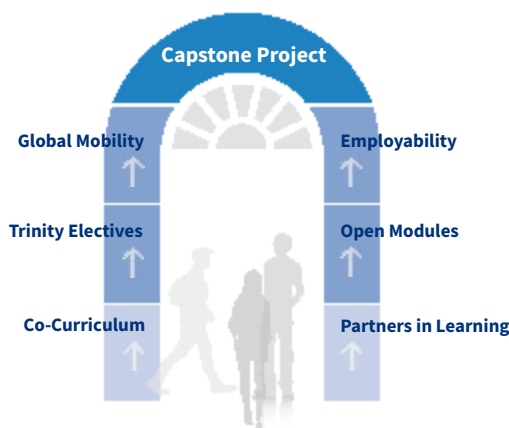 Capstone Project
Global Mobility
Employability
Trinity Electives
Open Modules
Co-Curriculum
Partners in Learning